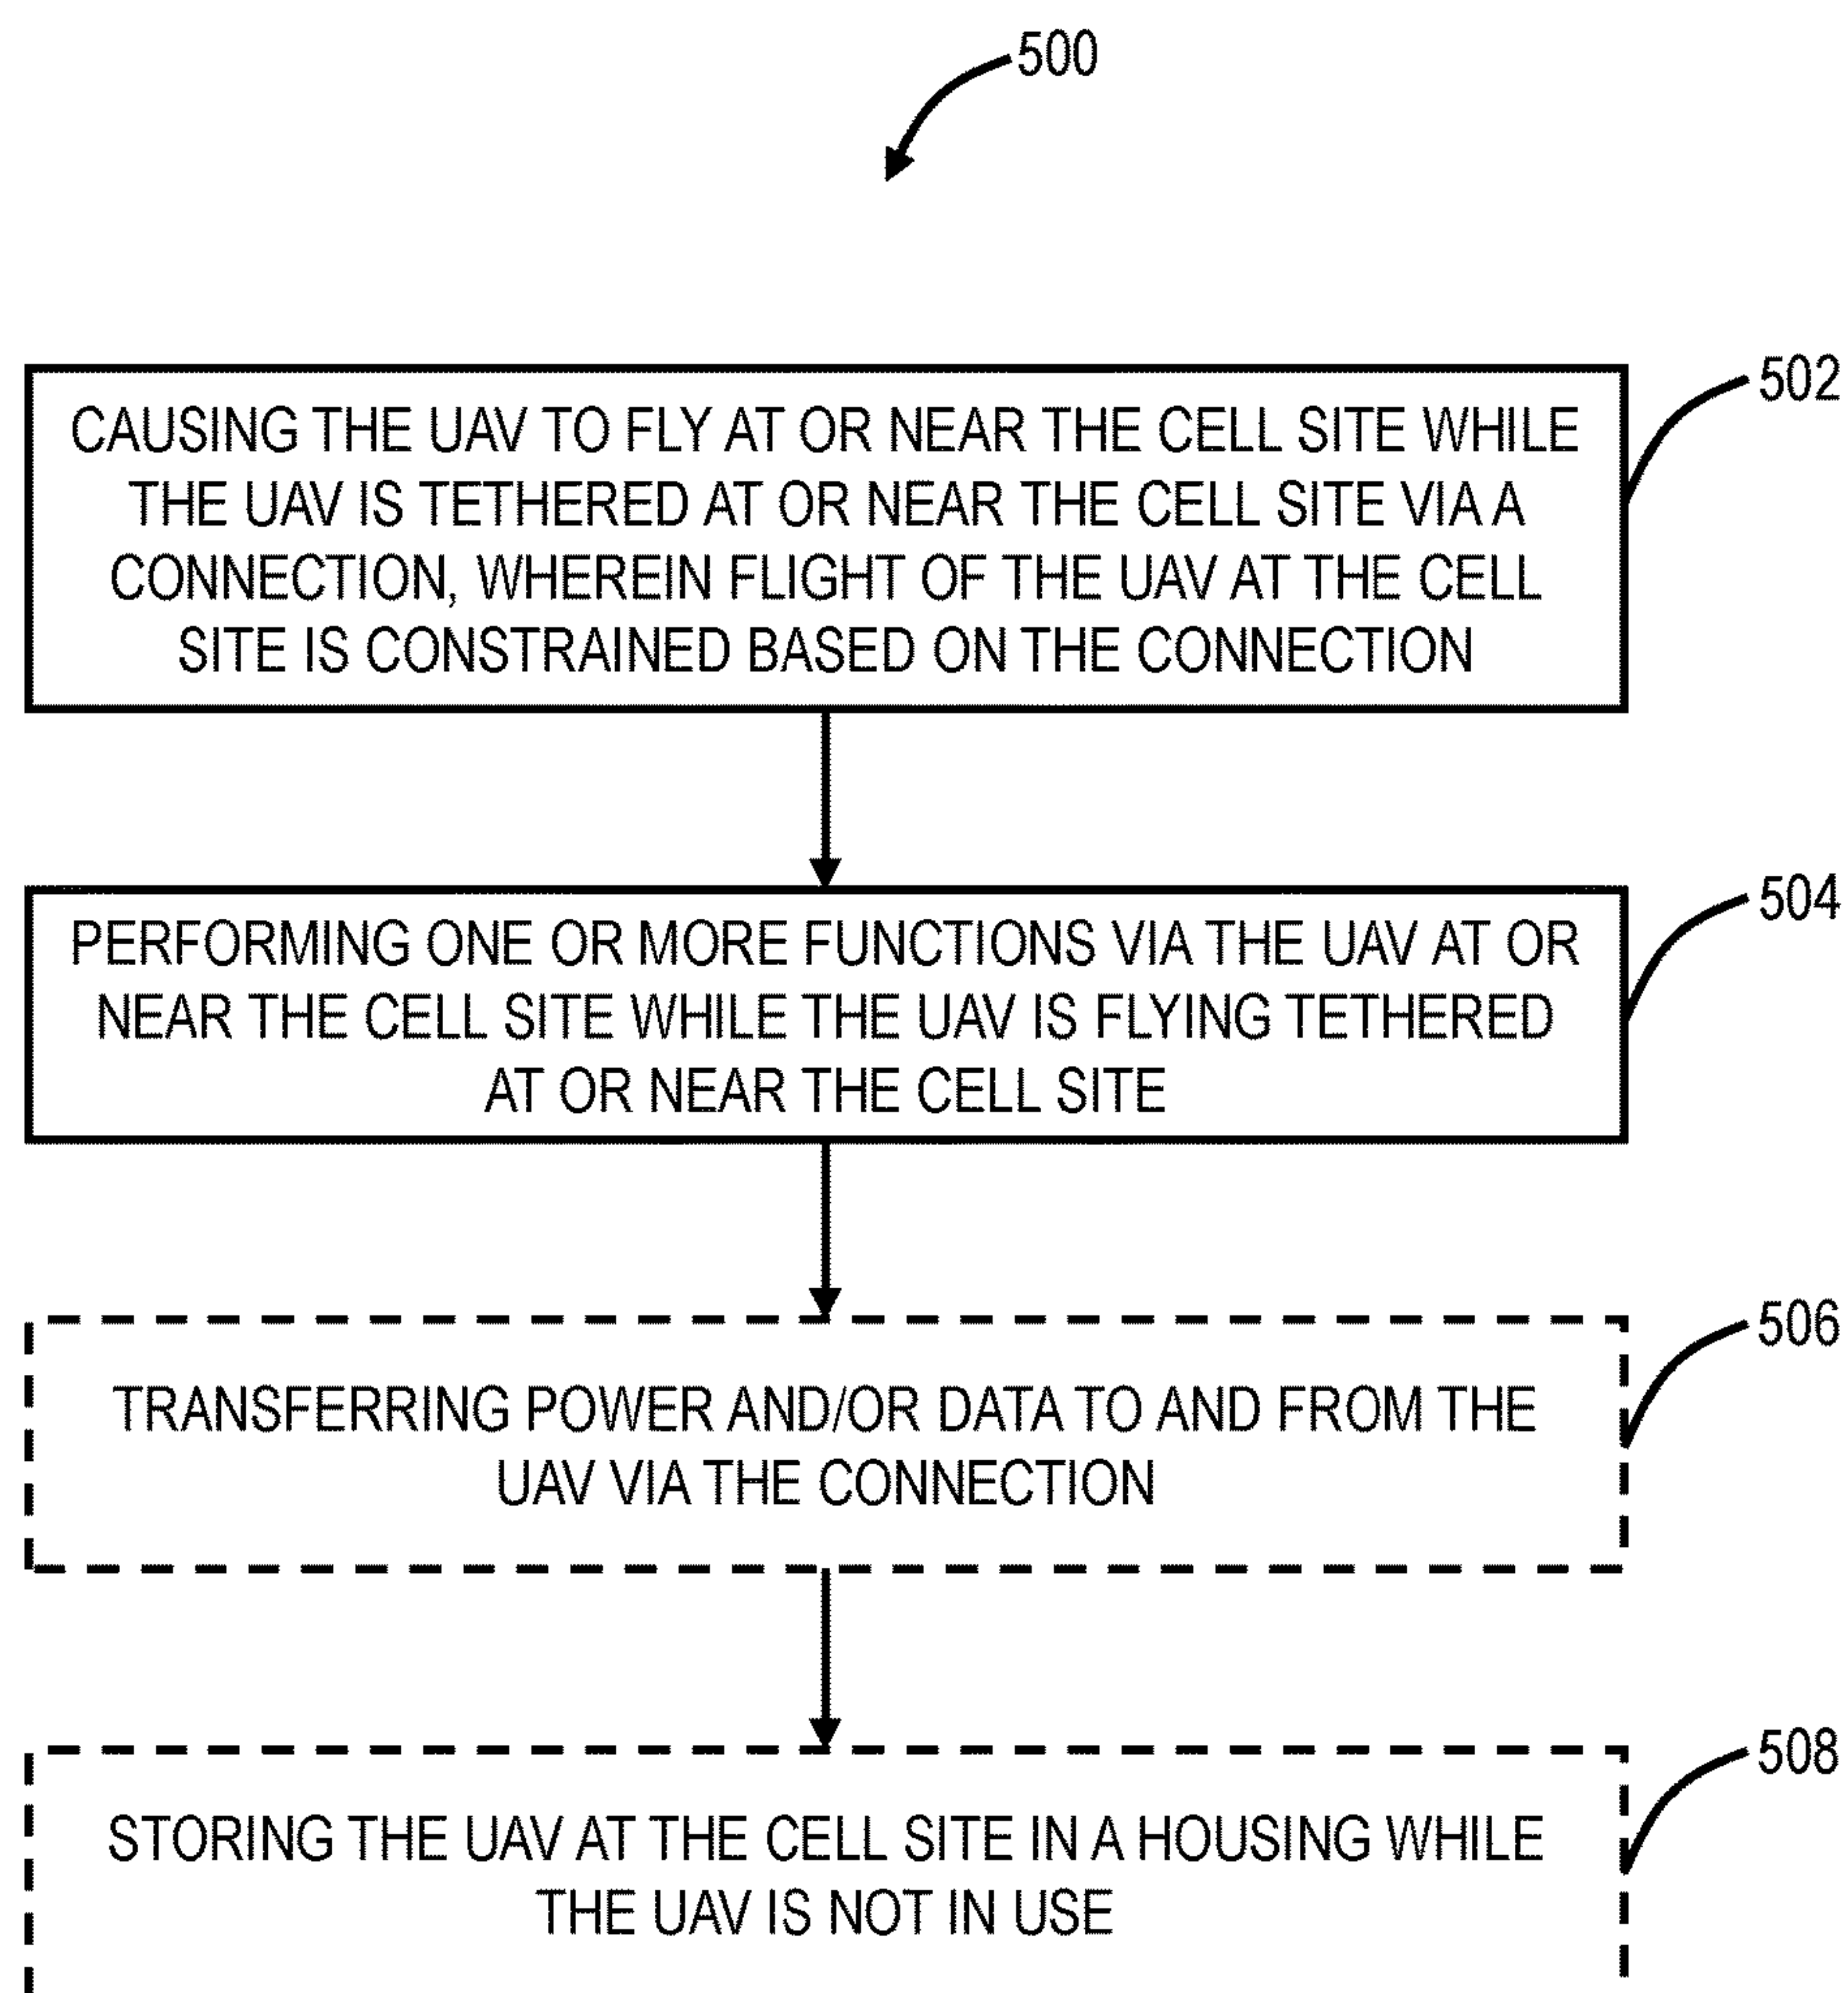 500
502
CAUSING THE UAV TO FLY AT OR NEAR THE CELL SITE WHILE
THE UAV IS TETHERED AT OR NEAR THE CELL SITE VIA A
CONNECTION, WHEREIN FLIGHT OF THE UAV AT THE CELL
SITE IS CONSTRAINED BASED ON THE CONNECTION
504
PERFORMING ONE OR MORE FUNCTIONS VIA THE UAV AT OR
NEAR THE CELL SITE WHILE THE UAV IS FLYING TETHERED
AT OR NEAR THE CELL SITE
506
TRANSFERRING POWER AND/OR DATA TO AND FROM THE
UAV VIA THE CONNECTION
508
STORING THE UAV AT THE CELL SITE IN A HOUSING WHILE
THE UAV IS NOT IN USE